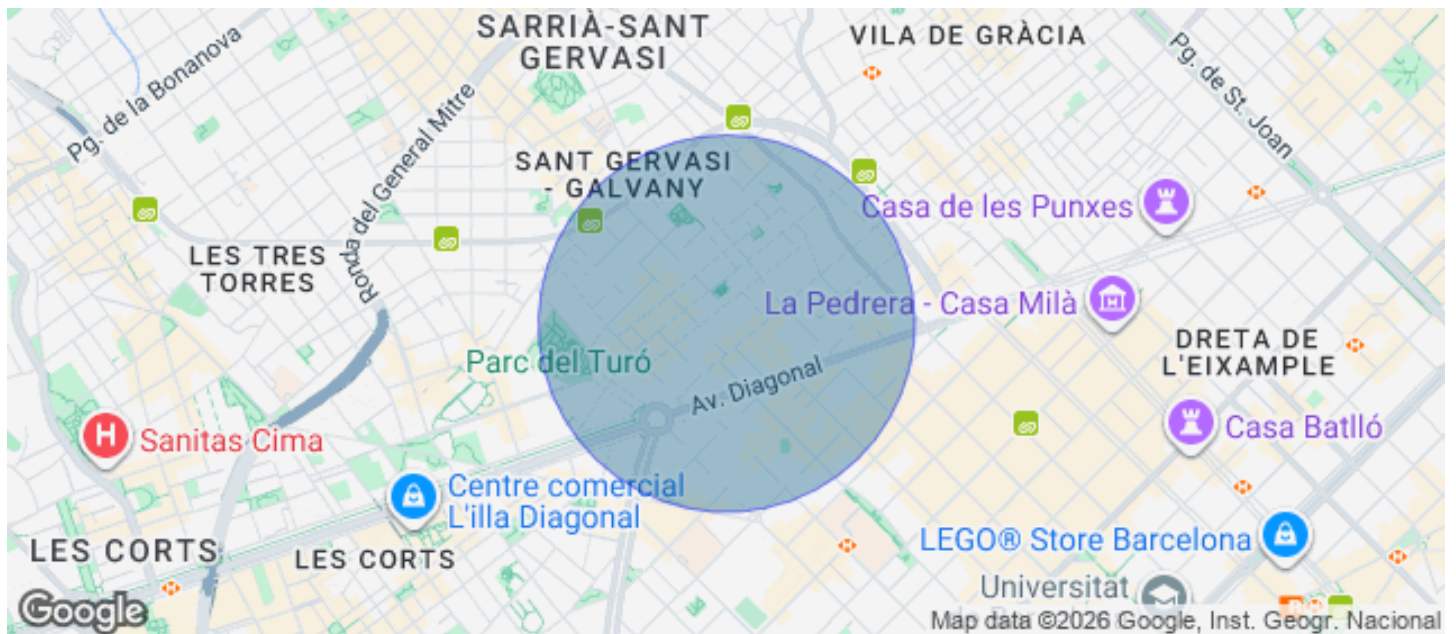 SARRIÀ-SANT
GERVASI
VILA DE GRÀCIA
Pg. de la Bonanova
Pg. de St. Joan
Ronda del General Mitre
SANT GERVASI
- GALVANY
Casa de les Punxes
LES TRES
TORRES
La Pedrera - Casa Milà
DRETA DE
L'EIXAMPLE
Parc del Turó
Av. Diagonal
H
Sanitas Cima
Casa Batlló
Centre comercial
L'illa Diagonal
LES CORTS
LES CORTS
LEGO® Store Barcelona
Universitat
Google
Map data ©2026 Google, Inst. Geogr. Nacional